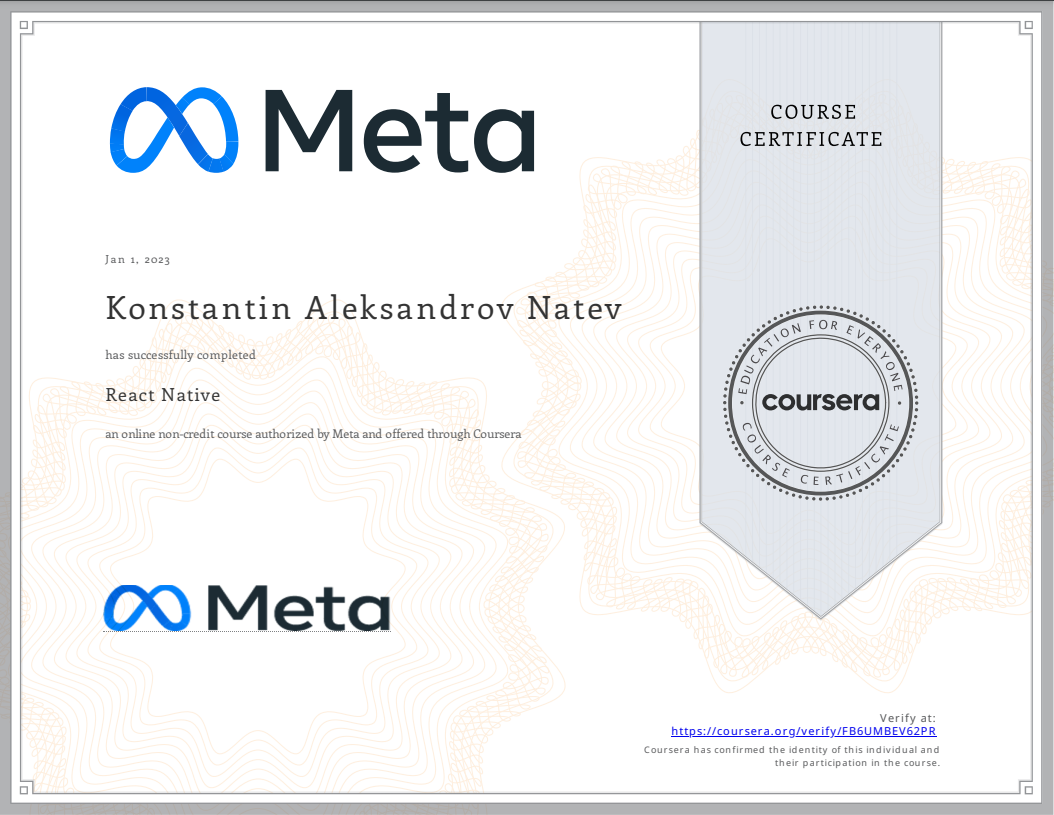 Meta
COURSE
CERTIFICATE
Jan 1, 2023
Konstantin Aleksandrov Natev
has successfully completed
React Native
an online non-credit course authorized by Meta and offered through Coursera
EDUCATION FOR EVERYONE
coursera
COURSE CERTIFICATE
Meta
Verify at:
https://coursera.org/verify/FB6UMBEV62PR
Coursera has confirmed the identity of this individual and
their participation in the course.